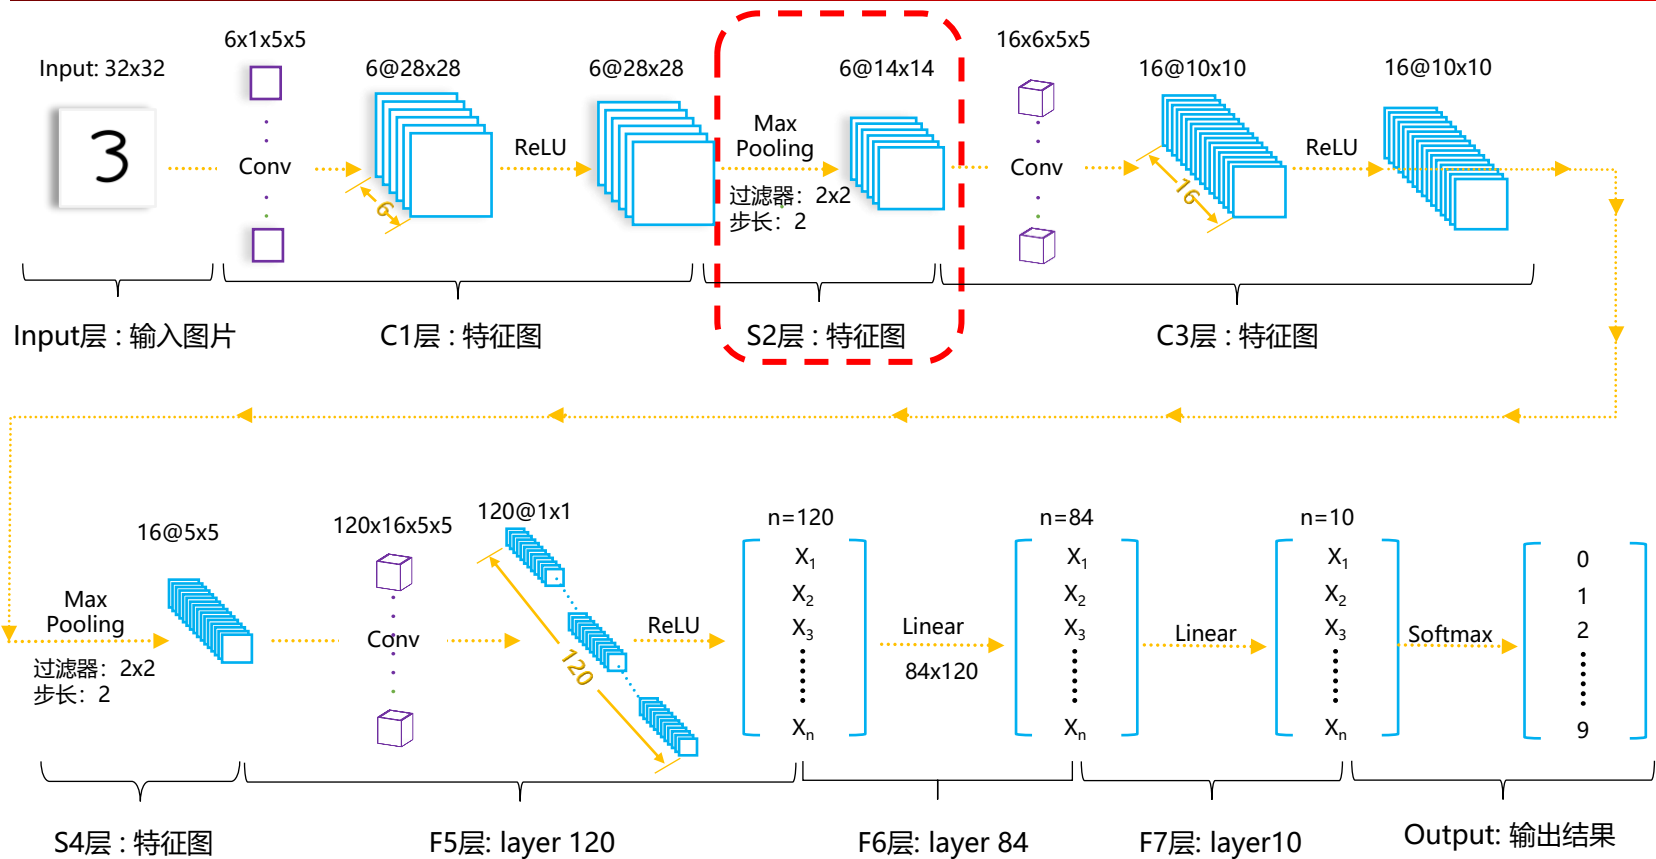 Input: 32x32
3
6x1x5x5
Conv
6@28x28
6
ReLU
6@28x28
Max
Pooling
过滤器：2x2
步长：2
6@14x14
16x6x5x5
Conv
16@10x10
16
ReLU
16@10x10
Input层 : 输入图片
C1层 : 特征图
S2层 : 特征图
C3层 : 特征图
Max
Pooling
过滤器：2x2
步长：2
16@5x5
120x16x5x5
Conv
120@1x1
120
ReLU
n=120
X1
X2
X3
Xn
Linear
84x120
n=84
X1
X2
X3
Xn
Linear
n=10
X1
X2
X3
Xn
Softmax
0
1
2
9
S4层 : 特征图
F5层: layer 120
F6层: layer 84
F7层: layer10
Output: 输出结果